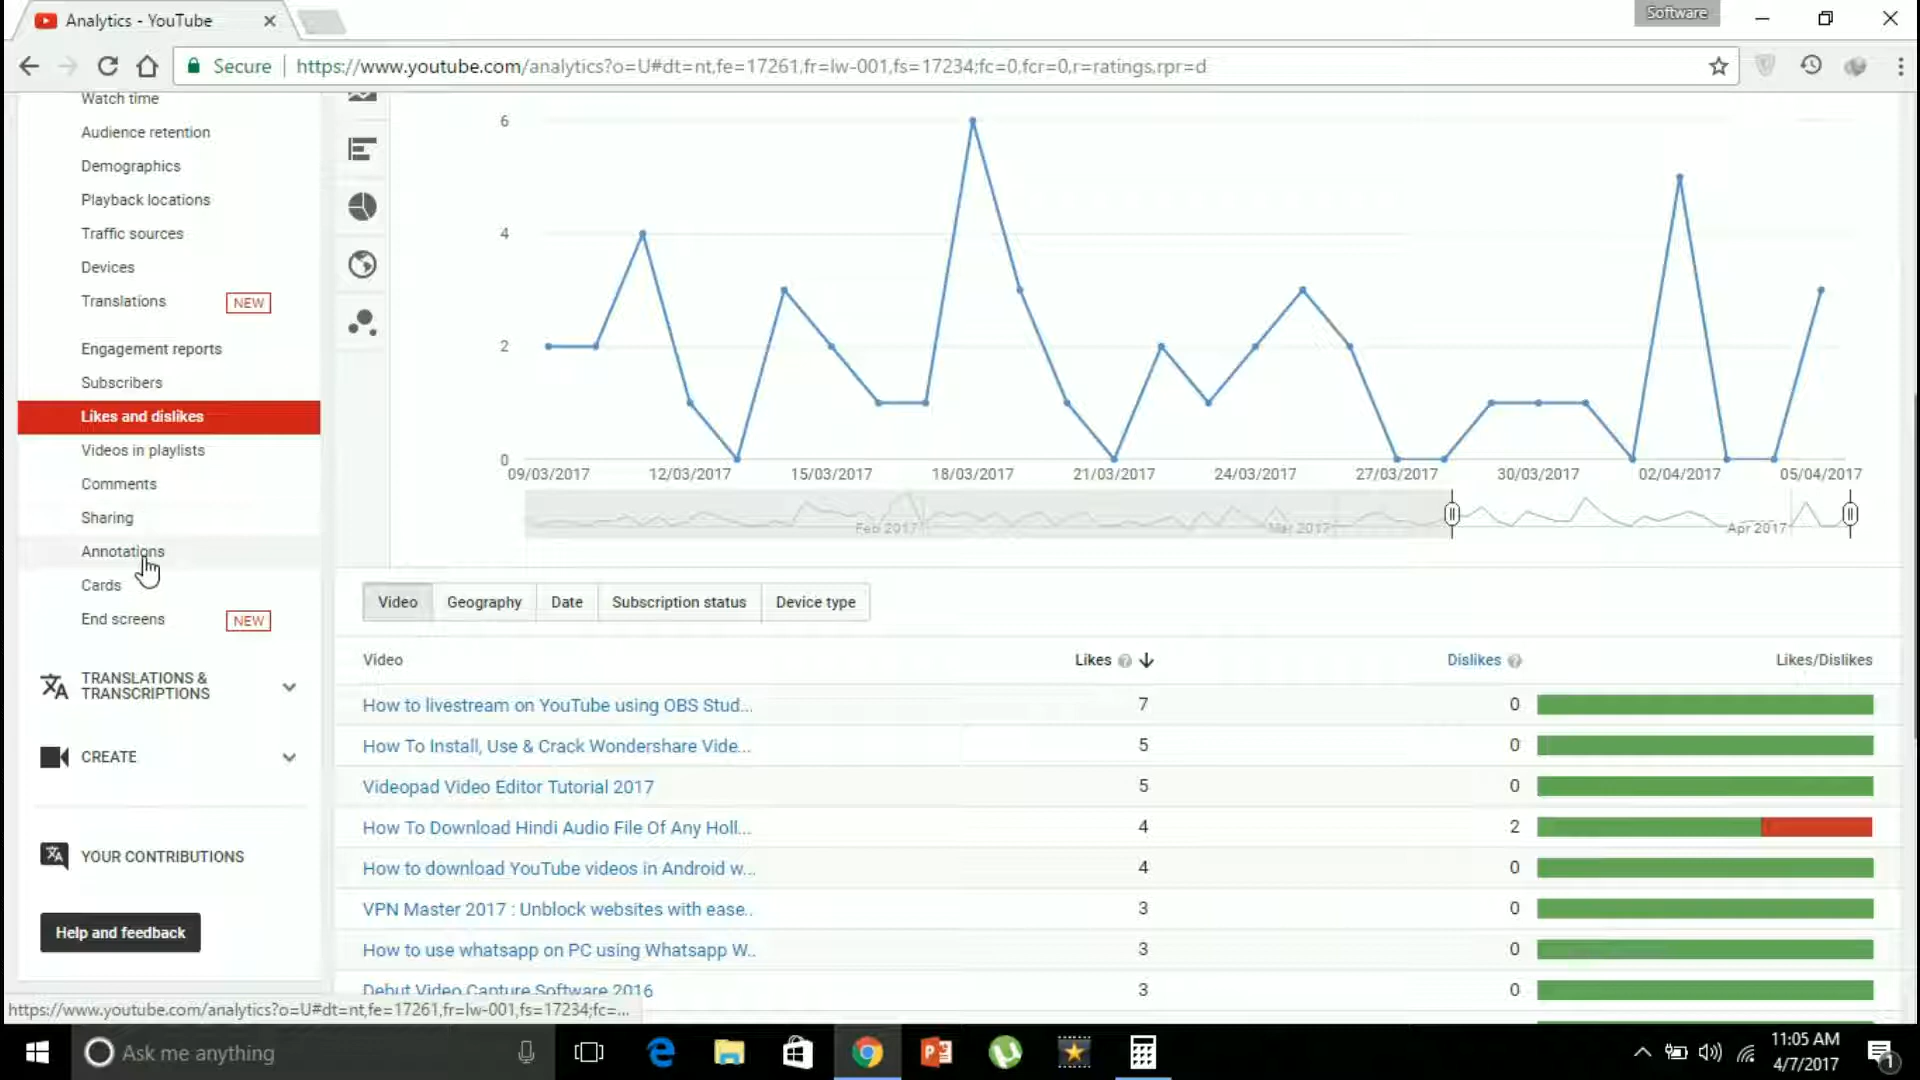 Analytics - YouTube
Software
Secure
https://www.youtube.com/analytics?o=U#dt=nt,fe=17261,fr=lw-001,fs=17234;fc=0,fcr=0,r=ratings,rpr=d
Watch time
Audience retention
Demographics
Playback locations
Traffic sources
Devices
Translations NEW
Engagement reports
Subscribers
Likes and dislikes
Videos in playlists
Comments
Sharing
Annotations
Cards
End screens NEW
TRANSLATIONS &
TRANSCRIPTIONS
CREATE
YOUR CONTRIBUTIONS
Help and feedback
6
4
2
0
09/03/2017 12/03/2017 15/03/2017 18/03/2017 21/03/2017 24/03/2017 27/03/2017 30/03/2017 02/04/2017 05/04/2017
Feb 2017 Mar 2017 Apr 2017
Video Geography Date Subscription status Device type
Video Likes Dislikes Likes/Dislikes
How to livestream on YouTube using OBS Stud... 7 0
How To Install, Use & Crack Wondershare Vide... 5 0
Videopad Video Editor Tutorial 2017 5 0
How To Download Hindi Audio File Of Any Holl... 4 2
How to download YouTube videos in Android w... 4 0
VPN Master 2017 : Unblock websites with ease.. 3 0
How to use whatsapp on PC using Whatsapp W.. 3 0
Debut Video Capture Software 2016 3 0
https://www.youtube.com/analytics?o=U#dt=nt,fe=17261,fr=lw-001,fs=17234;fc=...
Ask me anything
11:05 AM
4/7/2017
1